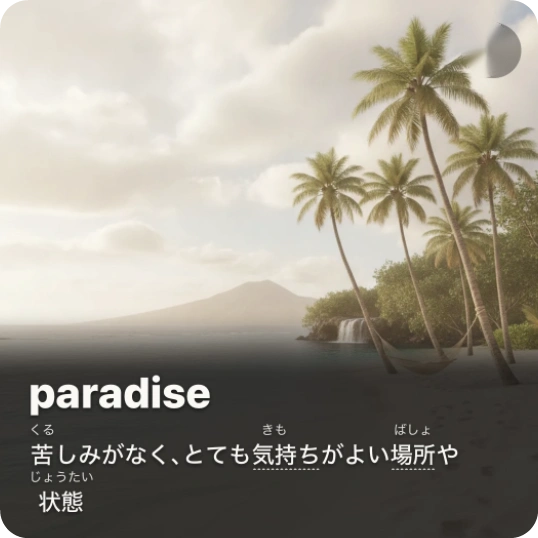 paradise
くる きも ばしょ
苦しみがなく、とても気持ちがよい場所や
じょうたい
状態